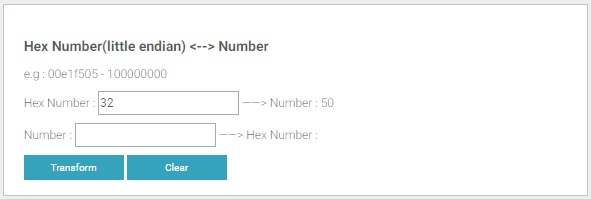 Hex Number(little endian) <--> Number
e.g : 00e1f505 - 100000000
Hex Number : 32 ——> Number : 50
Number : ——> Hex Number :
Transform Clear